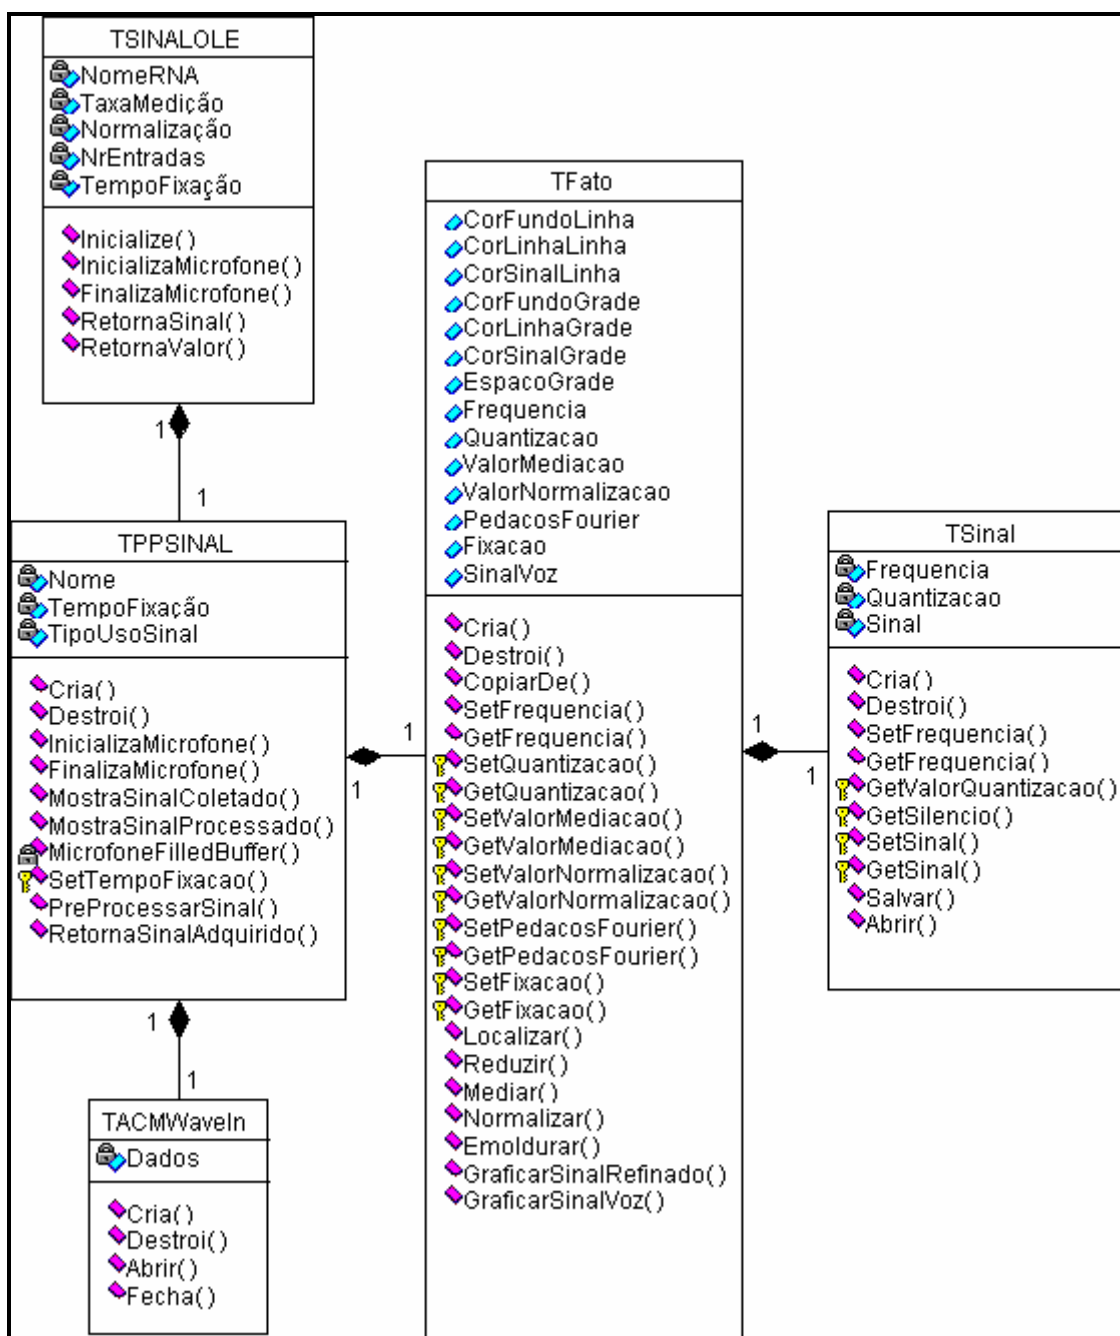 TSINALOLE
NomeRNA
TaxaMedição
Normalização
NrEntradas
TempoFixação
Inicialize()
InicializaMicrofone()
FinalizaMicrofone()
RetornaSinal()
RetornaValor()
1
1
TPPSINAL
Nome
TempoFixação
TipoUsoSinal
Cria()
Destroi()
InicializaMicrofone()
FinalizaMicrofone()
MostraSinalColetado()
MostraSinalProcessado()
MicrofoneFilledBuffer()
SetTempoFixacao()
PreProcessarSinal()
RetornaSinalAdquirido()
1
1
TACMWaveIn
Dados
Cria()
Destroi()
Abrir()
Fecha()
1
1
TFato
CorFundoLinha
CorLinhaLinha
CorSinalLinha
CorFundoGrade
CorLinhaGrade
CorSinalGrade
EspacoGrade
Frequencia
Quantizacao
ValorMediacao
ValorNormalizacao
PedacosFourier
Fixacao
SinalVoz
Cria()
Destroi()
CopiarDe()
SetFrequencia()
GetFrequencia()
SetQuantizacao()
GetQuantizacao()
SetValorMediacao()
GetValorMediacao()
SetValorNormalizacao()
GetValorNormalizacao()
SetPedacosFourier()
GetPedacosFourier()
SetFixacao()
GetFixacao()
Localizar()
Reduzir()
Mediar()
Normalizar()
Emoldurar()
GraficarSinalRefinado()
GraficarSinalVoz()
1
1
TSinal
Frequencia
Quantizacao
Sinal
Cria()
Destroi()
SetFrequencia()
GetFrequencia()
GetValorQuantizacao()
GetSilencio()
SetSinal()
GetSinal()
Salvar()
Abrir()